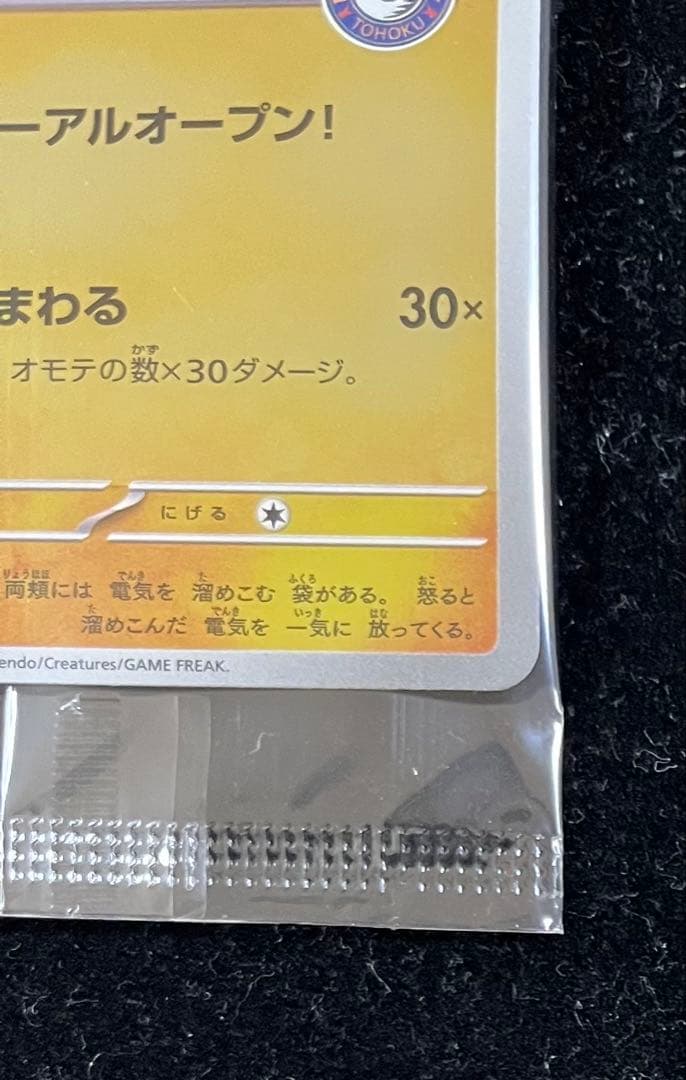 TOHOKU
ーアルオープン!
まわる 30×
オモテの数×30ダメージ。
にげる
両頬には 電気を 溜めこむ 袋がある。 怒ると
溜めこんだ 電気を 一気に 放ってくる。
endo/Creatures/GAME FREAK.